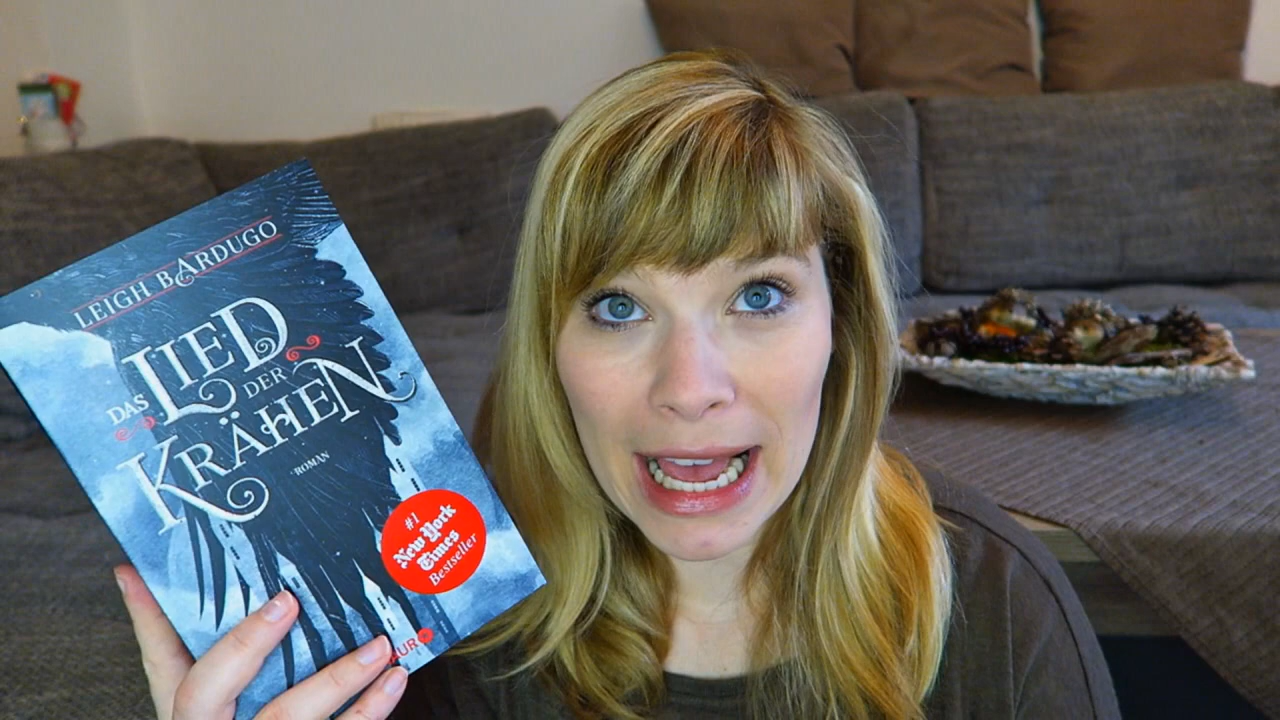 LEIGH BARDUGO
DAS LIED
DER
KRÄHEN
ROMAN
#1
New York
Times
Bestseller